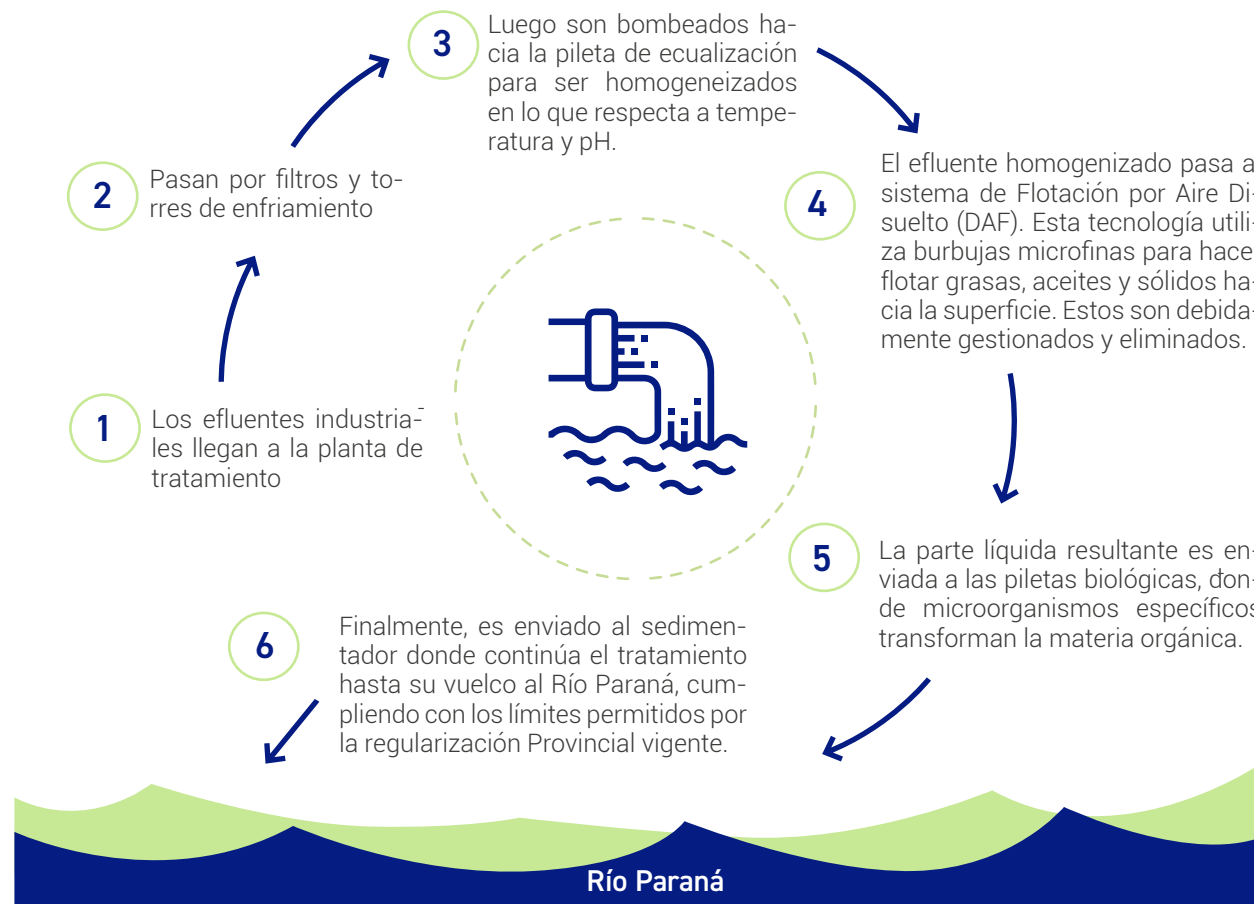 1
Los efluentes industria-
les llegan a la planta de
tratamiento
2
Pasan por filtros y to-
rres de enfriamiento
3
Luego son bombeados ha-
cia la pileta de ecualización
para ser homogeneizados
en lo que respecta a tempe-
ratura y pH.
4
El efluente homogenizado pasa a
sistema de Flotación por Aire Di-
suelto (DAF). Esta tecnología utili-
za burbujas microfinas para hace
flotar grasas, aceites y sólidos ha-
cia la superficie. Estos son debida-
mente gestionados y eliminados.
5
La parte líquida resultante es en-
viada a las piletas biológicas, don-
de microorganismos específicos
transforman la materia orgánica.
6
Finalmente, es enviado al sedimen-
tador donde continúa el tratamiento
hasta su vuelco al Río Paraná, cum-
pliendo con los límites permitidos por
la regularización Provincial vigente.
Río Paraná